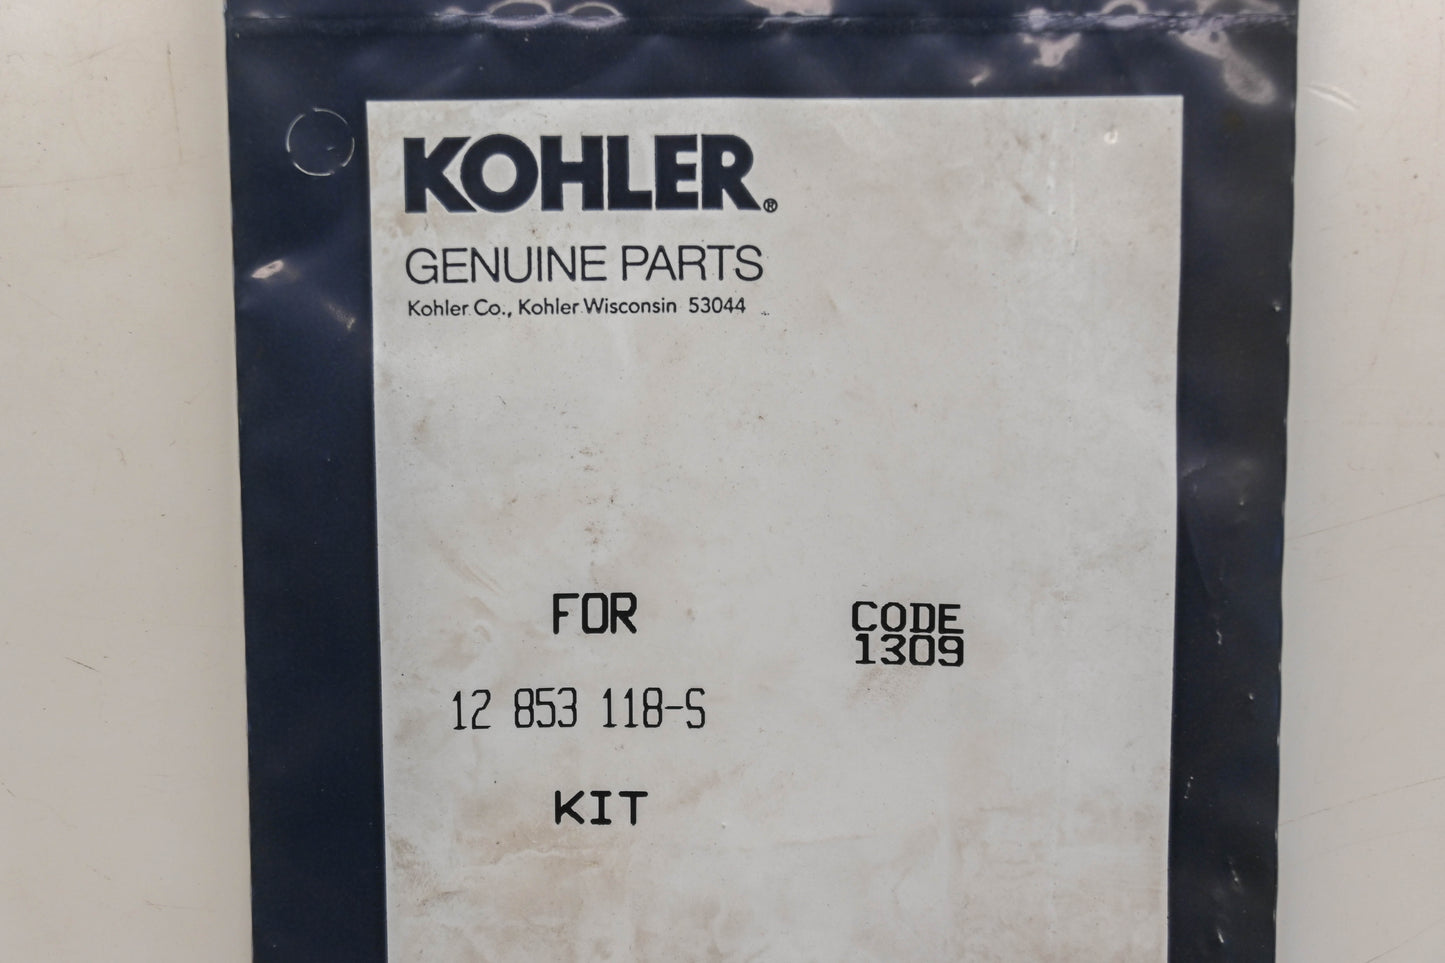 KOHLER®
GENUINE PARTS
Kohler Co., Kohler Wisconsin 53044
FOR
12 853 118-S
KIT
CODE
1309